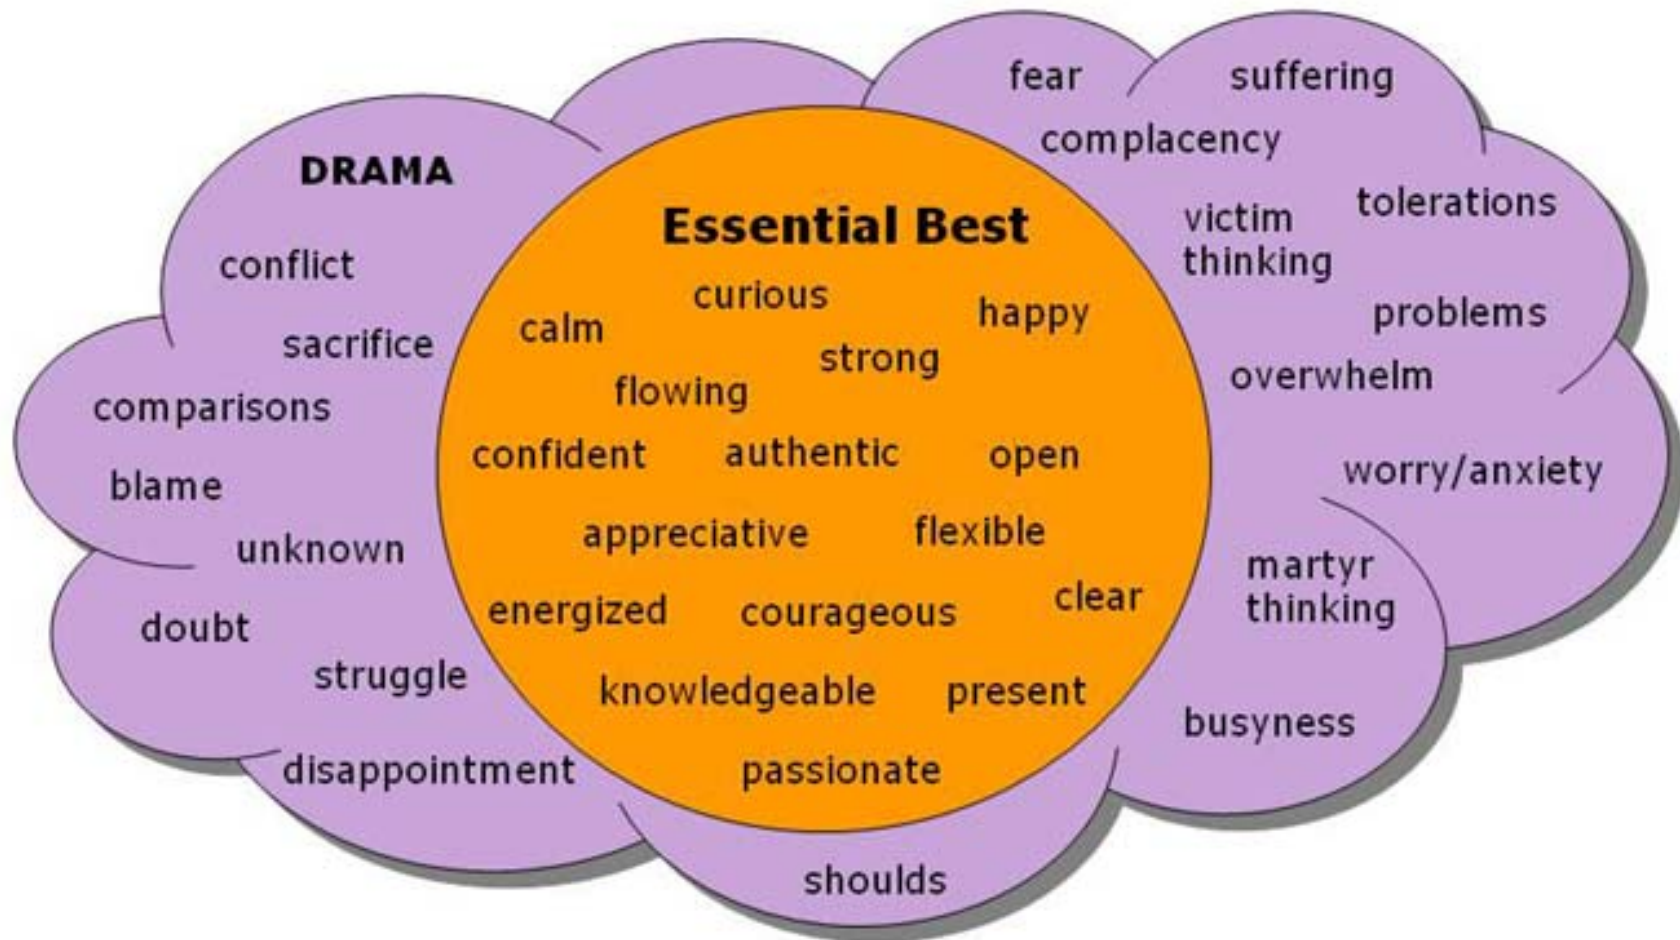 DRAMA
conflict
sacrifice
comparisons
blame
unknown
doubt
struggle
disappointment
Essential Best
curious
happy
calm
strong
flowing
confident
authentic
open
appreciative
flexible
energized
courageous
clear
knowledgeable
present
passionate
shoulds
fear
suffering
complacency
tolerations
victim
thinking
problems
overwhelm
worry/anxiety
martyr
thinking
busyness